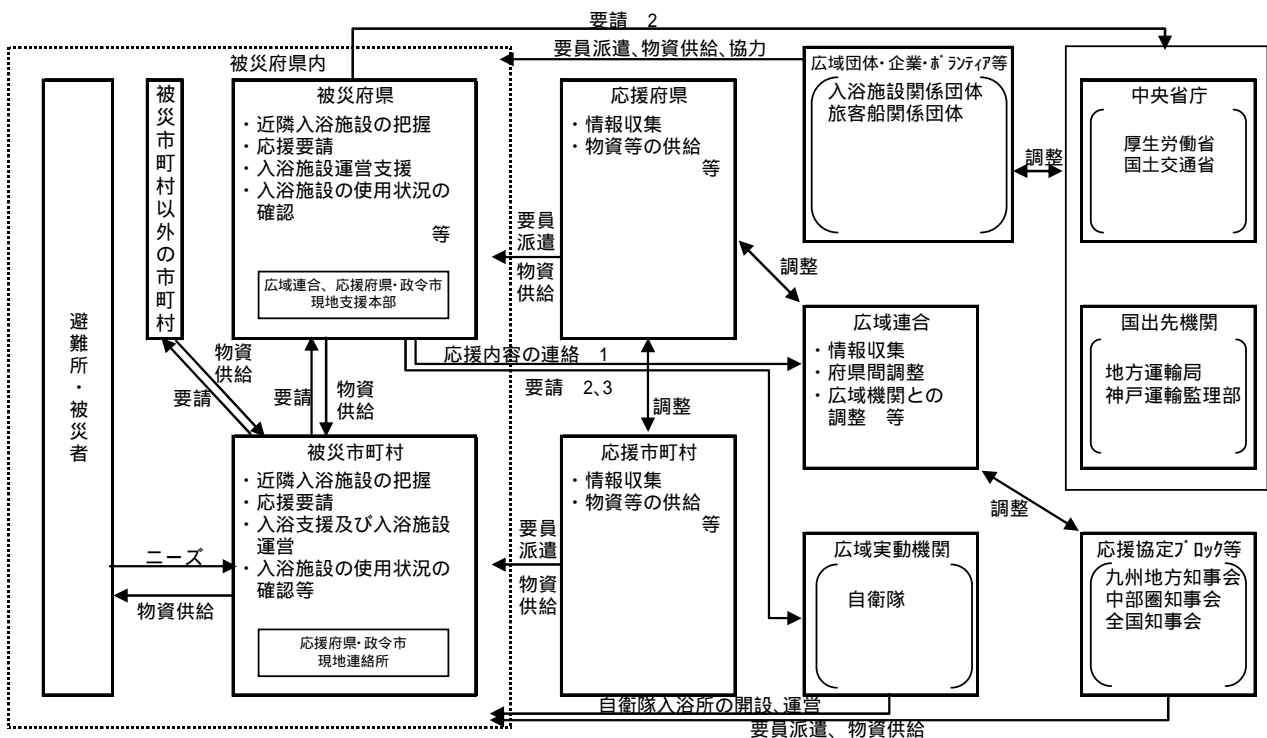 要請 2
要員派遣、物資供給、協力
被災府県内
避難所・被災者
被災市町村以外の市町村
被災府県
・近隣入浴施設の把握
・応援要請
・入浴施設運営支援
・入浴施設の使用状況の
確認
等
広域連合、応援府県・政令市
現地支援本部
応援府県
・情報収集
・物資等の供給
等
要員
派遣
物資
供給
広域団体・企業・ボランティア等
入浴施設関係団体
旅客船関係団体
調整
中央省庁
厚生労働省
国土交通省
調整
広域連合
・情報収集
・府県間調整
・広域機関との
調整 等
国出先機関
地方運輸局
神戸運輸監理部
応援内容の連絡 1
要請 2、3
物資
供給
要請
要請
物資
供給
調整
被災市町村
・近隣入浴施設の把握
・応援要請
・入浴支援及び入浴施設
運営
・入浴施設の使用状況の
確認等
応援府県・政令市
現地連絡所
ニーズ
物資供給
応援市町村
・情報収集
・物資等の供給
等
要員
派遣
物資
供給
調整
広域実動機関
自衛隊
応援協定ブロック等
九州地方知事会
中部圏知事会
全国知事会
自衛隊入浴所の開設、運営
要員派遣、物資供給